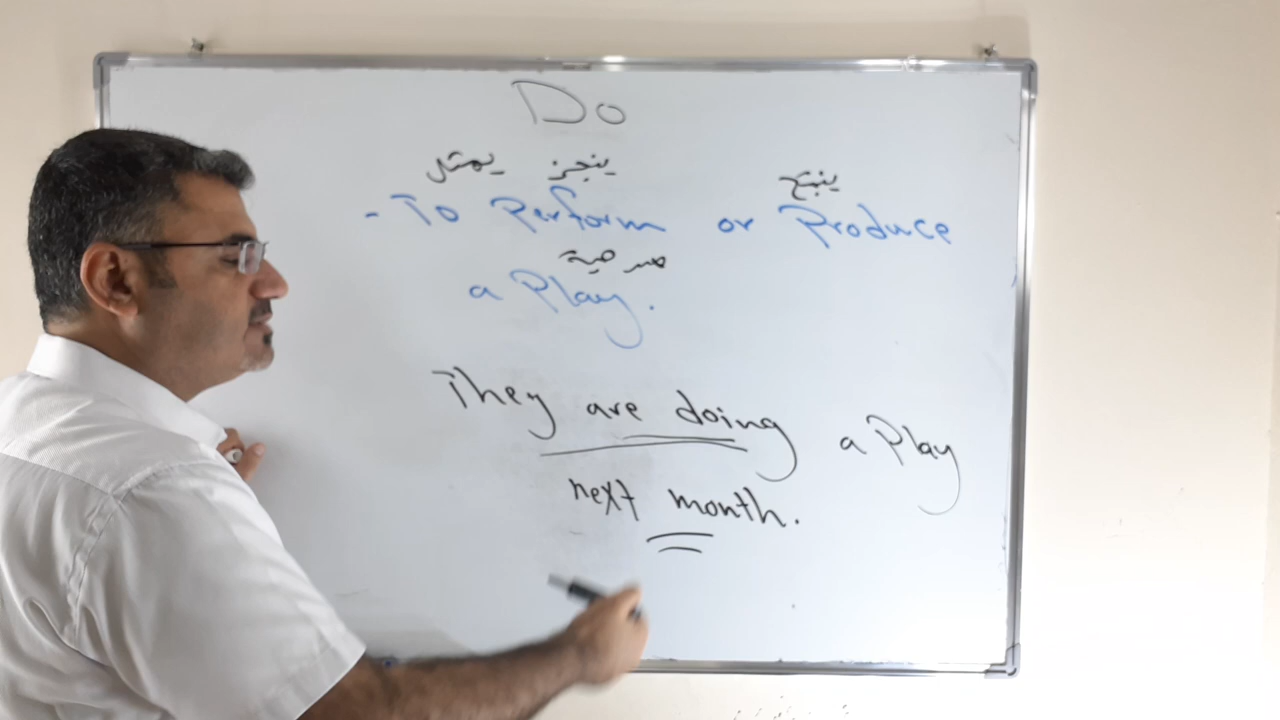 Do
ينجز يمثل
ينتج
- To Perform or Produce
مسرحية
a Play.
They are doing a Play
next month.